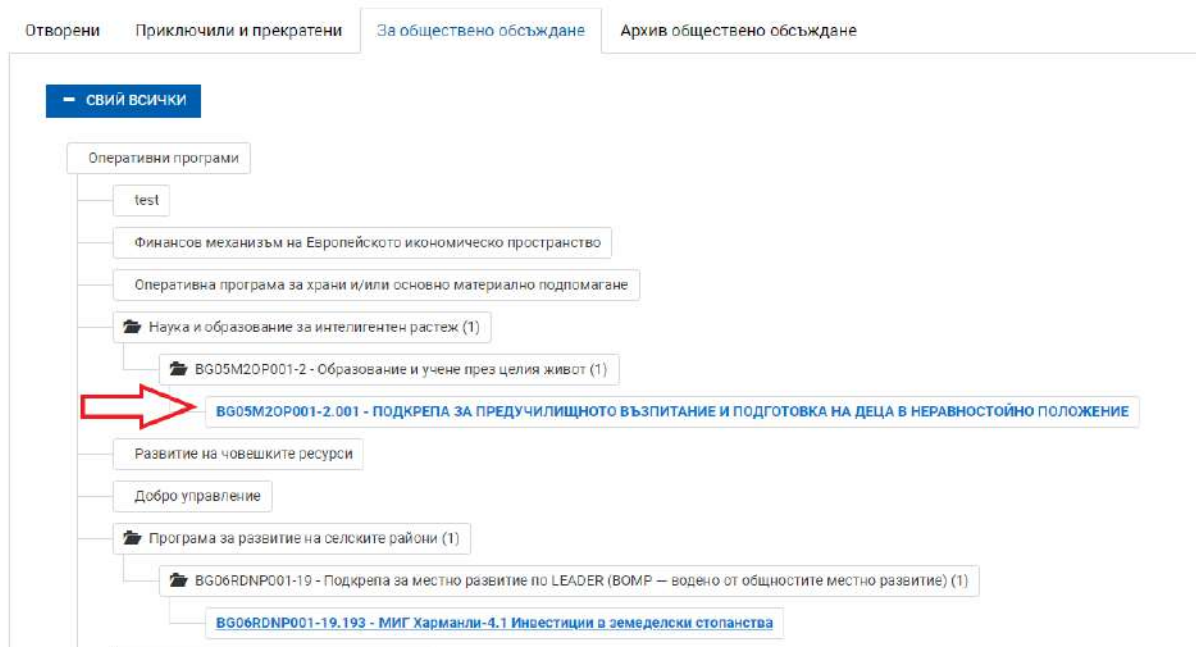 Отворени Приключили и прекратени За обществено обсъждане Архив обществено обсъждане
СВИЙ ВСИЧКИ
Оперативни програми
test
Финансов механизъм на Европейското икономическо пространство
Оперативна програма за храни и/или основно материално подпомагане
Наука и образование за интелигентен растеж (1)
BG05M2OP001-2 - Образование и учене през целия живот (1)
BG05M2OP001-2.001 - ПОДКРЕПА ЗА ПРЕДУЧИЛИЩНОТО ВЪЗПИТАНИЕ И ПОДГОТОВКА НА ДЕЦА В НЕРАВНОСТОЙНО ПОЛОЖЕНИЕ
Развитие на човешките ресурси
Добро управление
Програма за развитие на селските райони (1)
BG06RDNP001-19 - Подкрепа за местно развитие по LEADER (ВОМР — водено от общностите местно развитие) (1)
BG06RDNP001-19.193 - МИГ Харманли-4.1 Инвестиции в земеделски стопанства